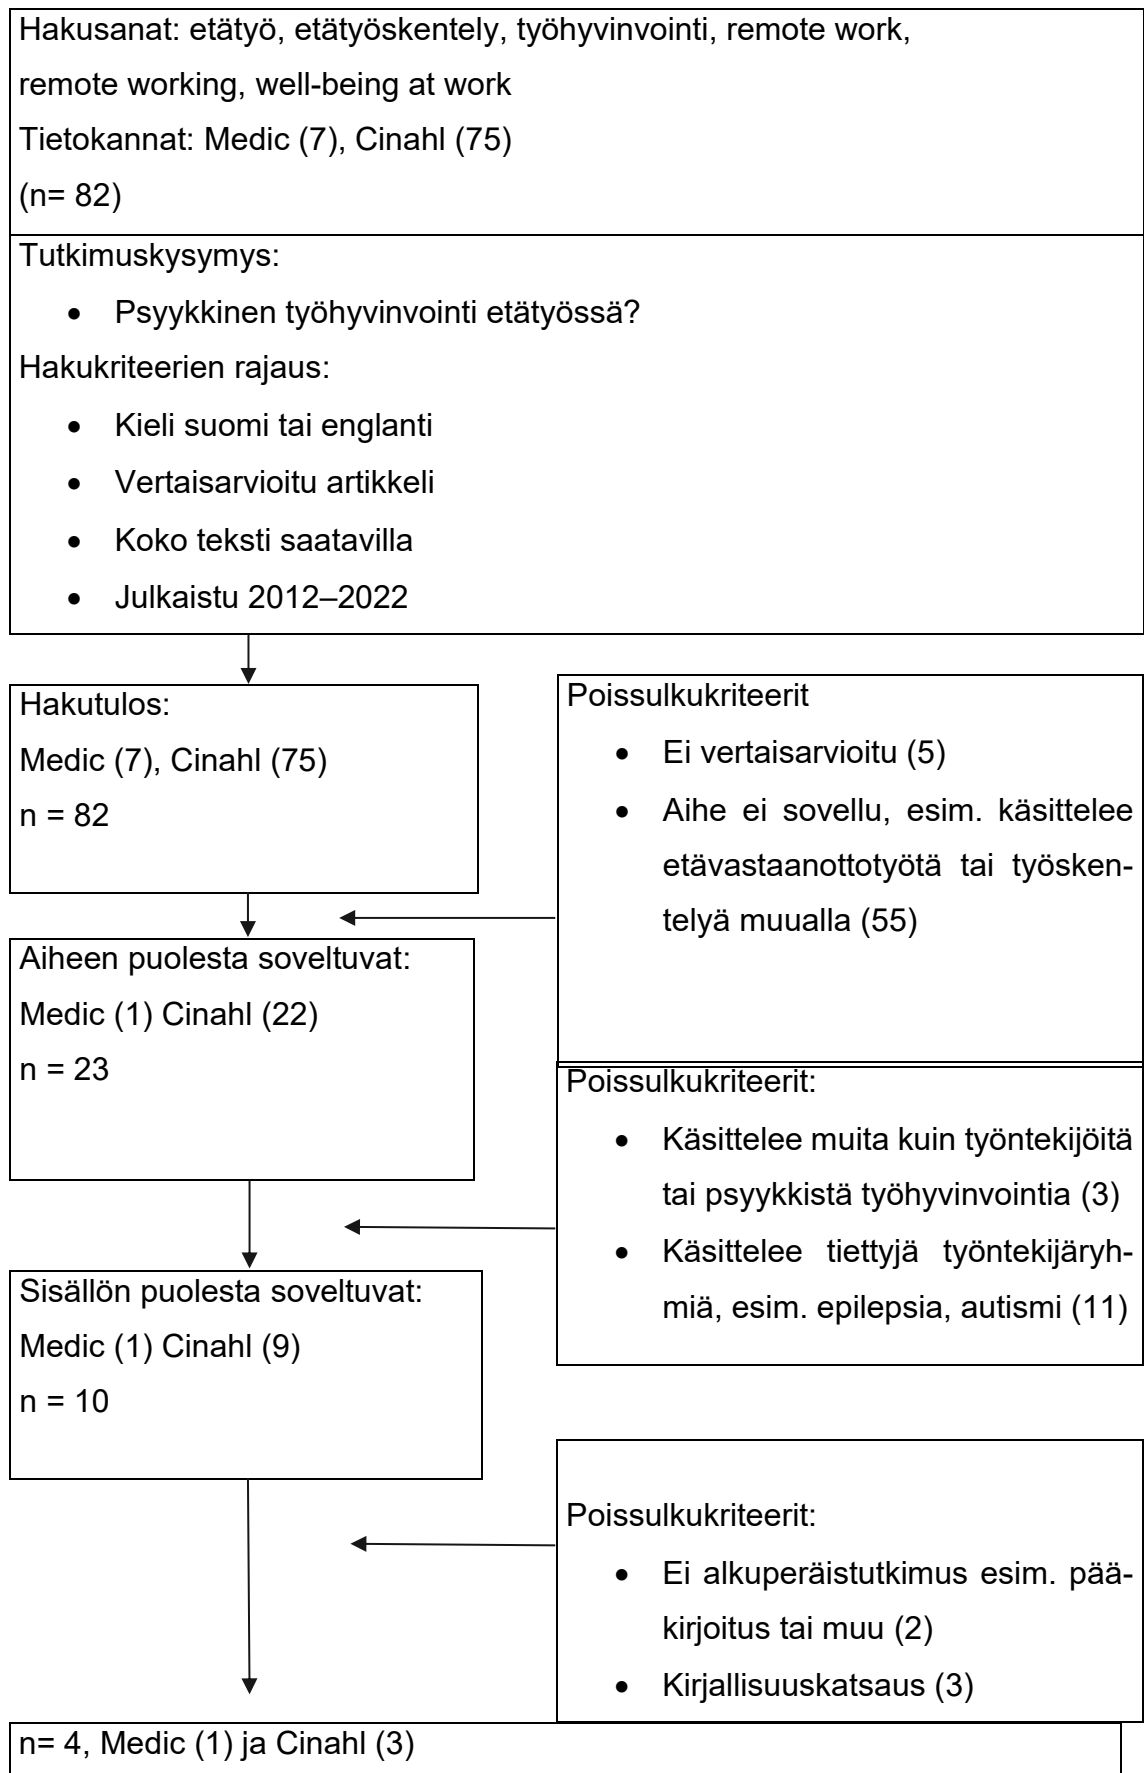 Hakusanat: etätyö, etätyöskentely, työhyvinvointi, remote work,
remote working, well-being at work
Tietokannat: Medic (7), Cinahl (75)
(n= 82)
Tutkimuskysymys:
• Psyykkinen työhyvinvointi etätyössä?
Hakukriteerien rajaus:
• Kieli suomi tai englanti
• Vertaisarvioitu artikkeli
• Koko teksti saatavilla
• Julkaistu 2012–2022
Hakutulos:
Medic (7), Cinahl (75)
n = 82
Poissulkukriteerit
• Ei vertaisarvioitu (5)
• Aihe ei sovellu, esim. käsittelee
etävastaanottotyötä tai työsken-
telyä muualla (55)
Aiheen puolesta soveltuvat:
Medic (1) Cinahl (22)
n = 23
Poissulkukriteerit:
• Käsittelee muita kuin työntekijöitä
tai psyykkistä työhyvinvointia (3)
• Käsittelee tiettyjä työntekijäryh-
miä, esim. epilepsia, autismi (11)
Sisällön puolesta soveltuvat:
Medic (1) Cinahl (9)
n = 10
Poissulkukriteerit:
• Ei alkuperäistutkimus esim. pää-
kirjoitus tai muu (2)
• Kirjallisuuskatsaus (3)
n= 4, Medic (1) ja Cinahl (3)